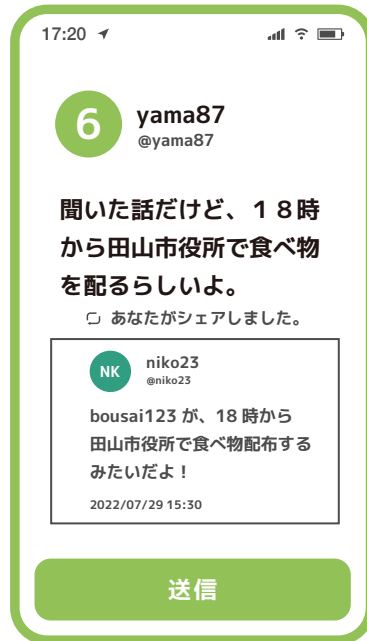 17:20
6
yama87
@yama87
聞いた話だけど、１８時
から田山市役所で食べ物
を配るらしいよ。
あなたがシェアしました。
NK
niko23
@niko23
bousai123 が、18 時から
田山市役所で食べ物配布する
みたいだよ！
2022/07/29 15:30
送信